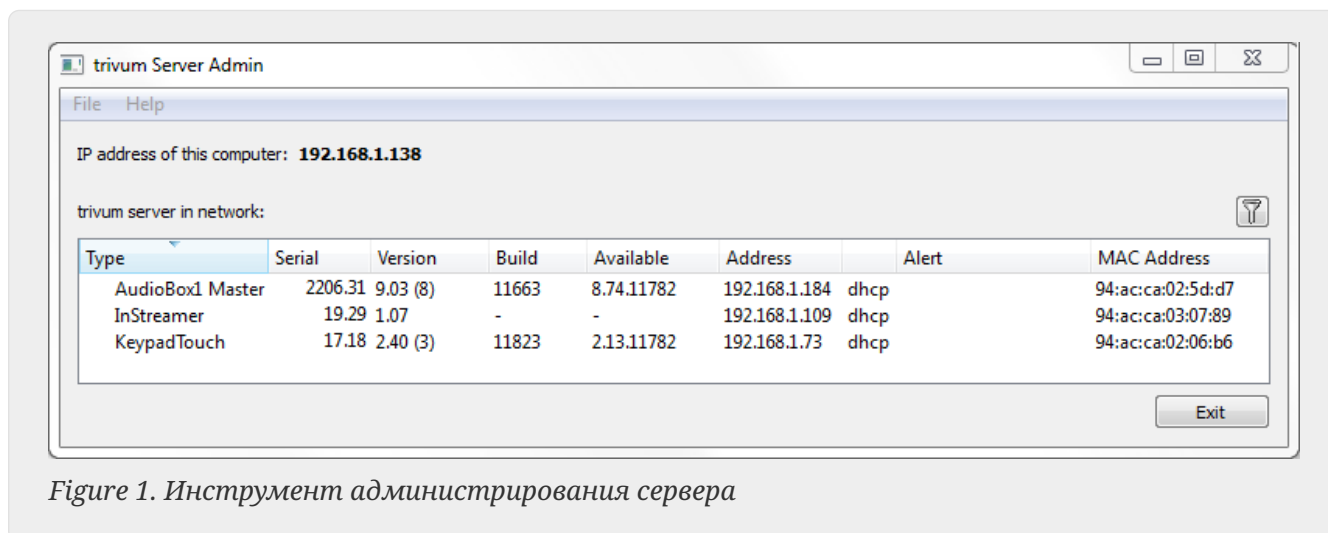 trivum Server Admin
File Help
IP address of this computer: 192.168.1.138
trivum server in network:
Type Serial Version Build Available Address Alert MAC Address
AudioBox1 Master 2206.31 9.03 (8) 11663 8.74.11782 192.168.1.184 dhcp 94:ac:ca:02:5d:d7
InStreamer 19.29 1.07 - - 192.168.1.109 dhcp 94:ac:ca:03:07:89
KeypadTouch 17.18 2.40 (3) 11823 2.13.11782 192.168.1.73 dhcp 94:ac:ca:02:06:b6
Exit
Figure 1. Инструмент администрирования сервера